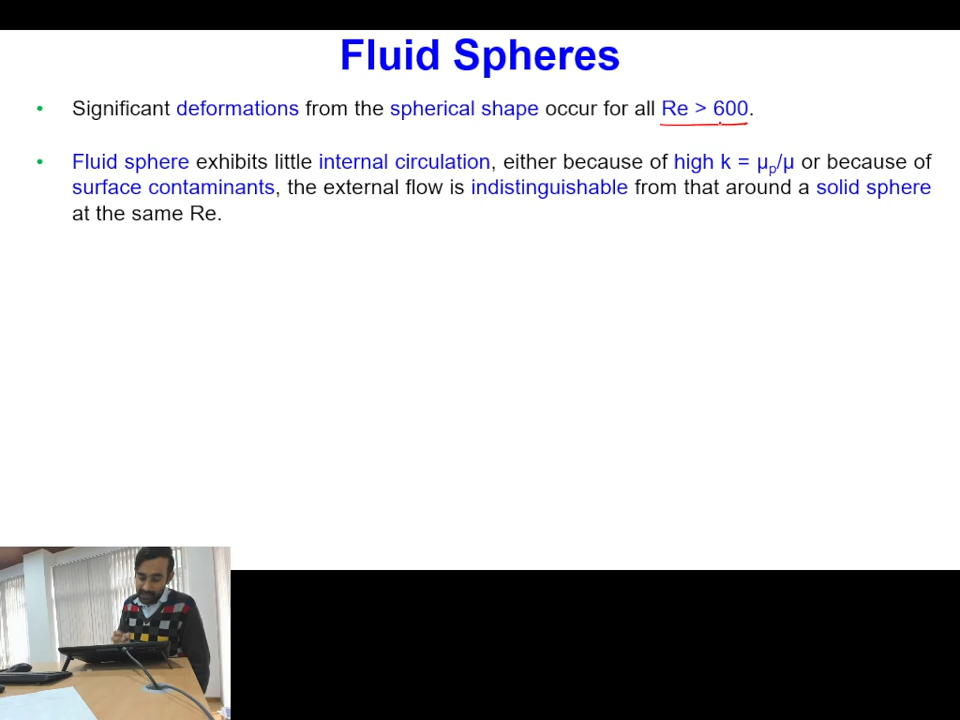 Fluid Spheres
• Significant deformations from the spherical shape occur for all Re > 600.
• Fluid sphere exhibits little internal circulation, either because of high k = μp/μ or because of
surface contaminants, the external flow is indistinguishable from that around a solid sphere
at the same Re.